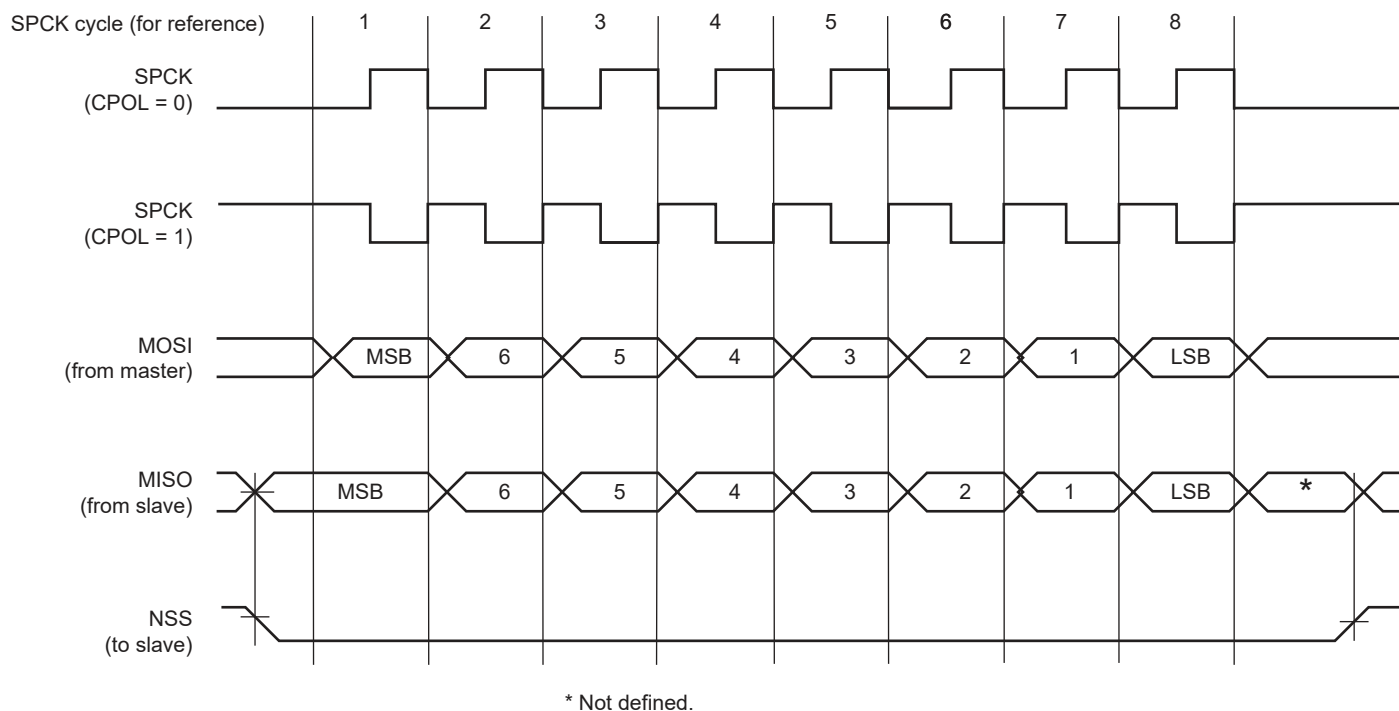 SPCK cycle (for reference) 1 2 3 4 5 6 7 8
SPCK
(CPOL = 0)
SPCK
(CPOL = 1)
MOSI
(from master)
MSB 6 5 4 3 2 1 LSB
MISO
(from slave)
MSB 6 5 4 3 2 1 LSB *
NSS
(to slave)
* Not defined.